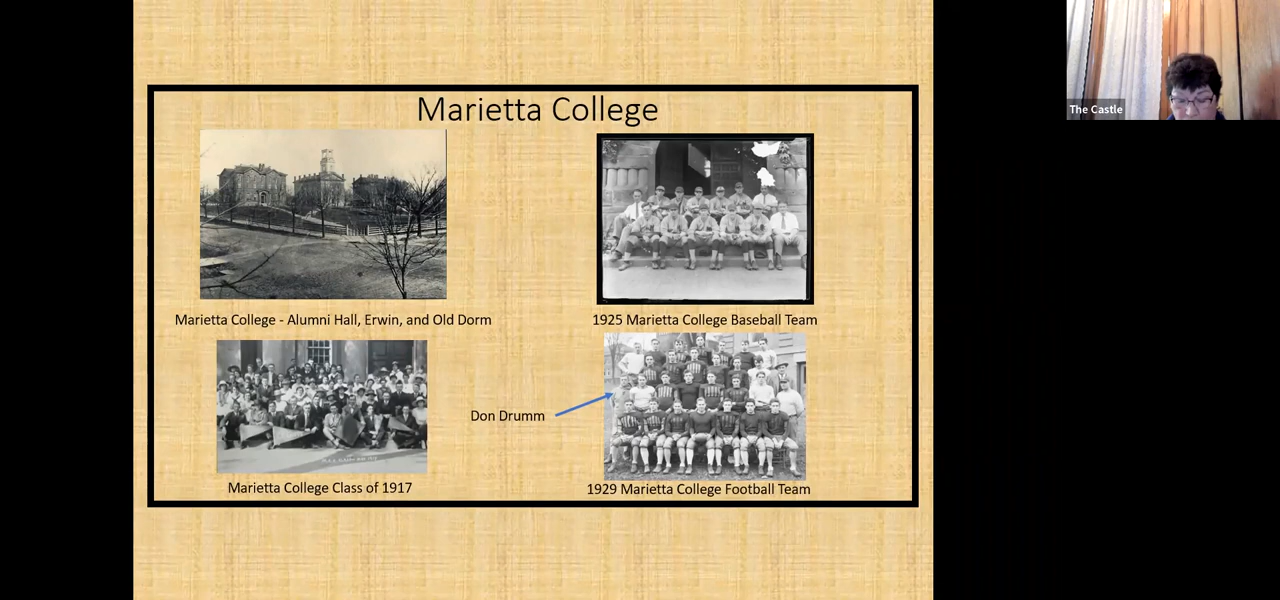 Marietta College
The Castle
Marietta College - Alumni Hall, Erwin, and Old Dorm
1925 Marietta College Baseball Team
Don Drumm
Marietta College Class of 1917
1929 Marietta College Football Team